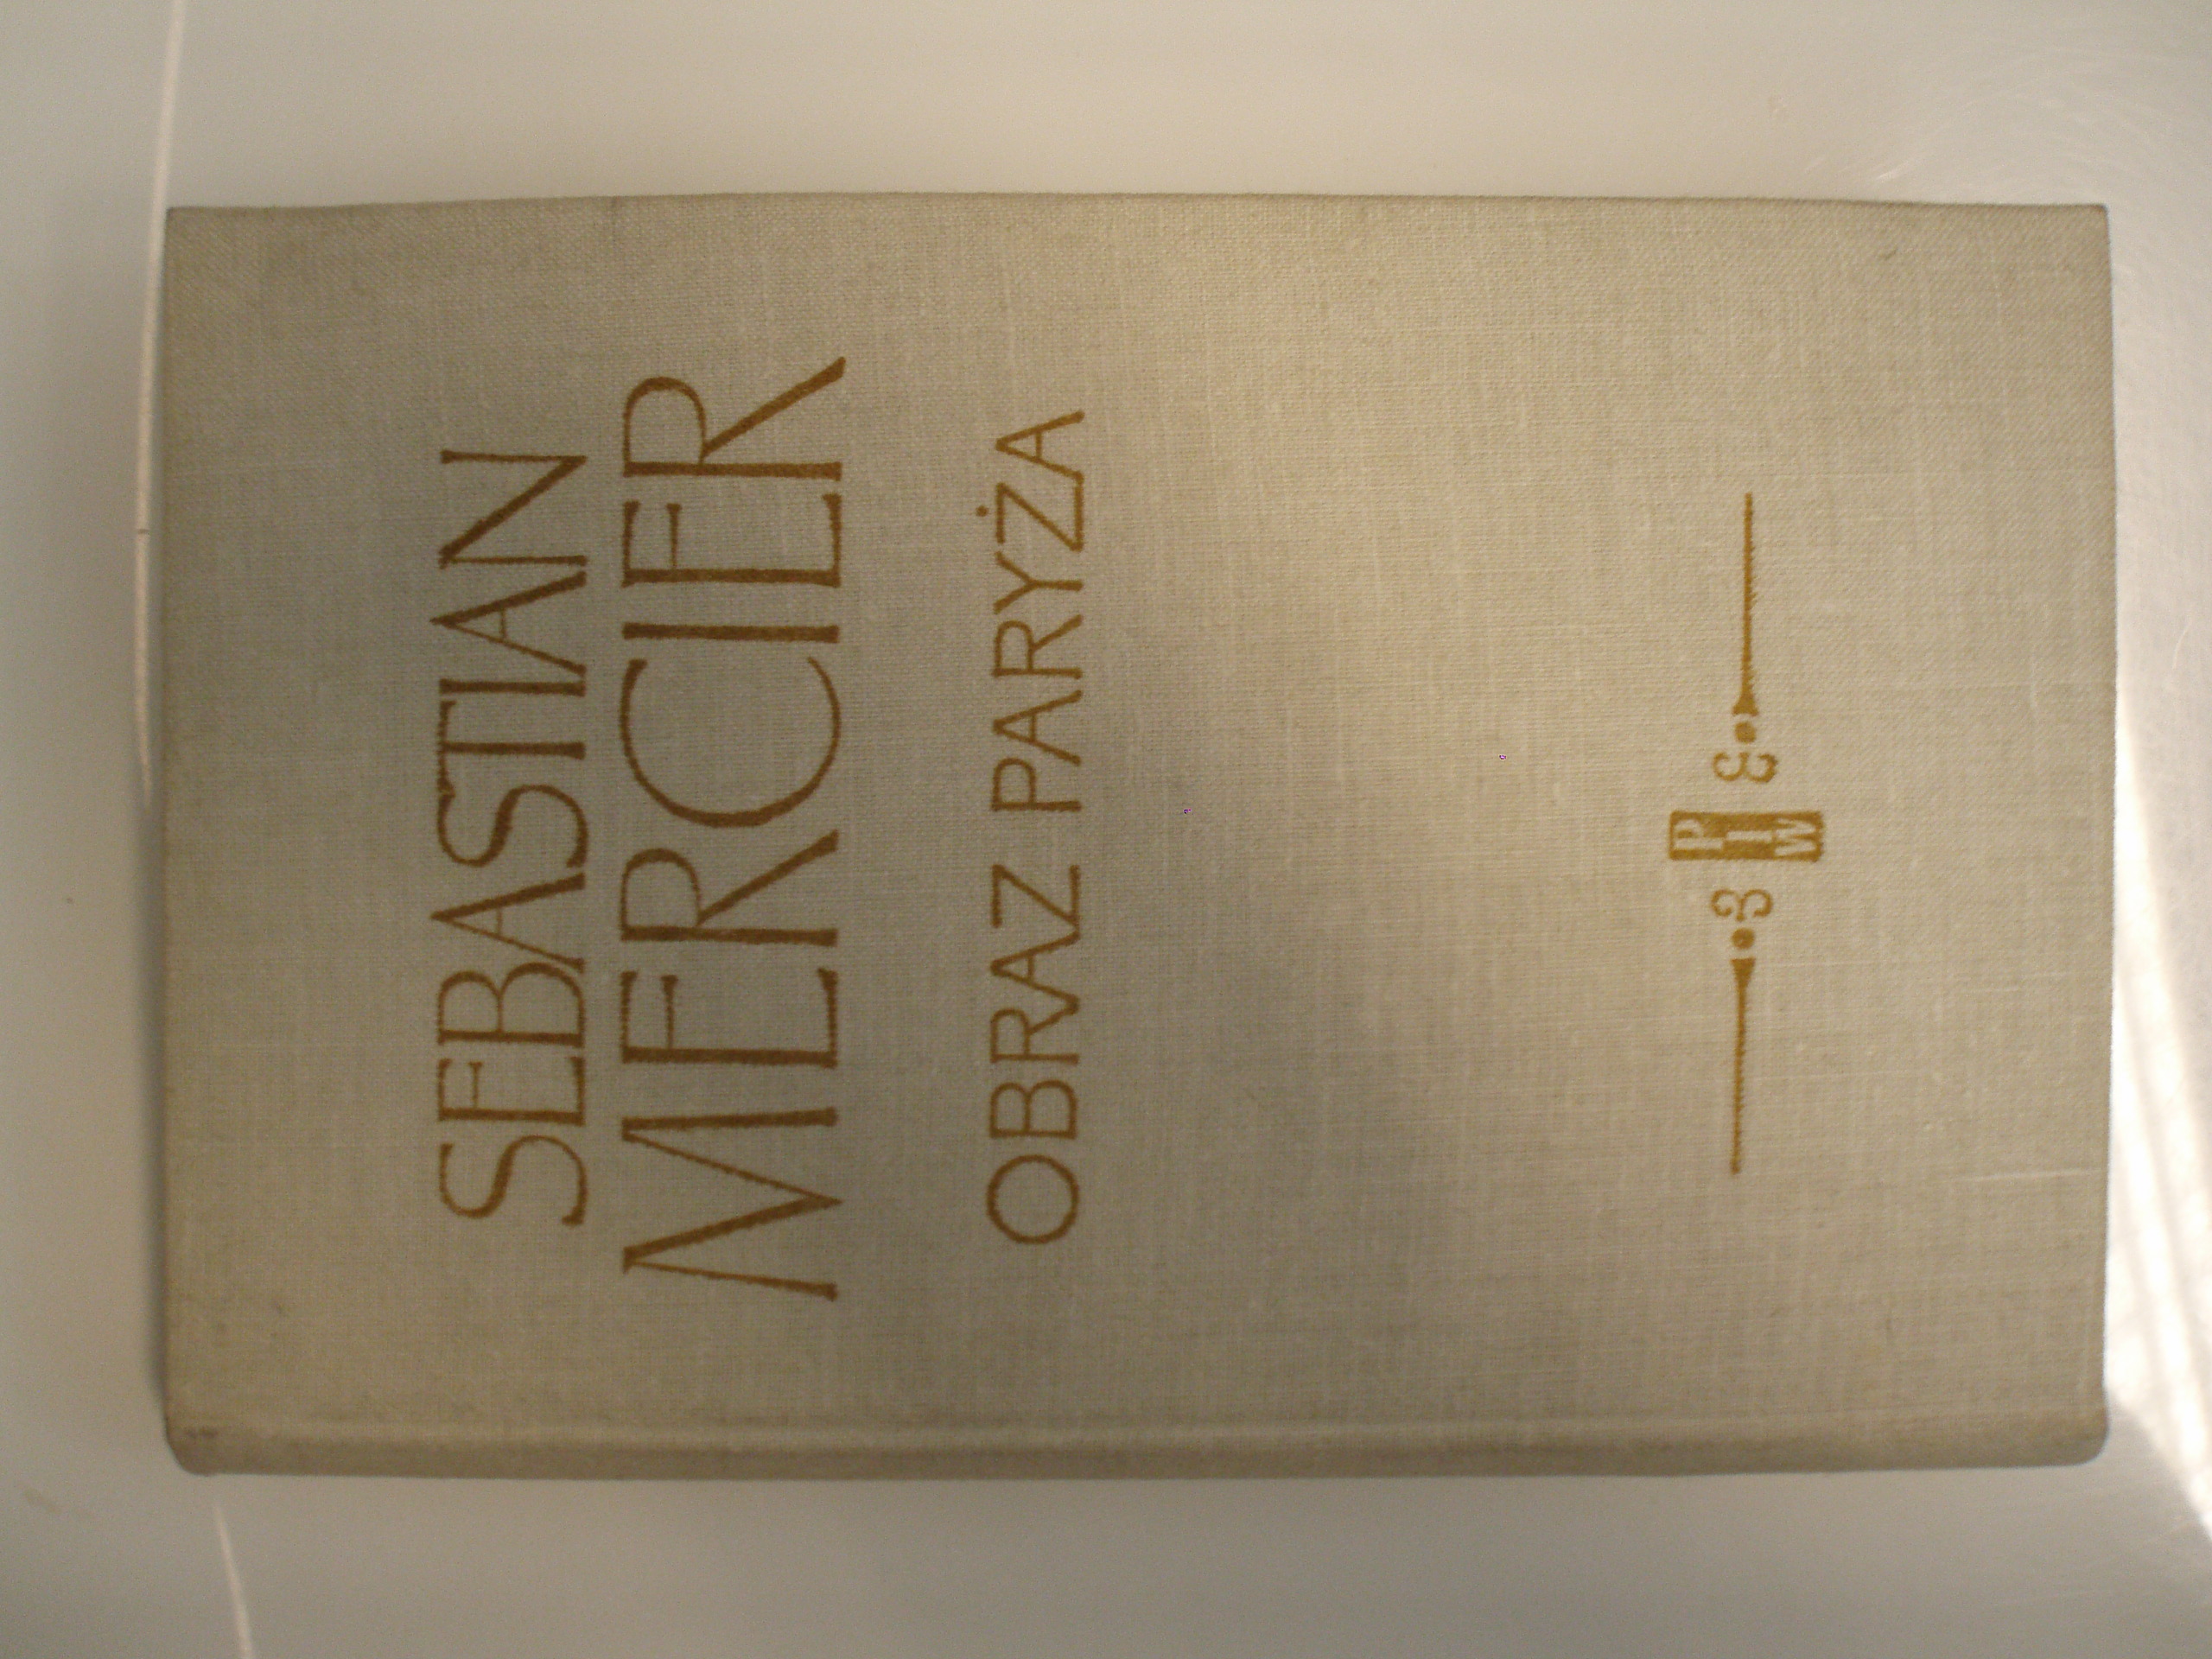 SEBASTIAN
MERCIER
OBRAZ PARYŻA
PIW